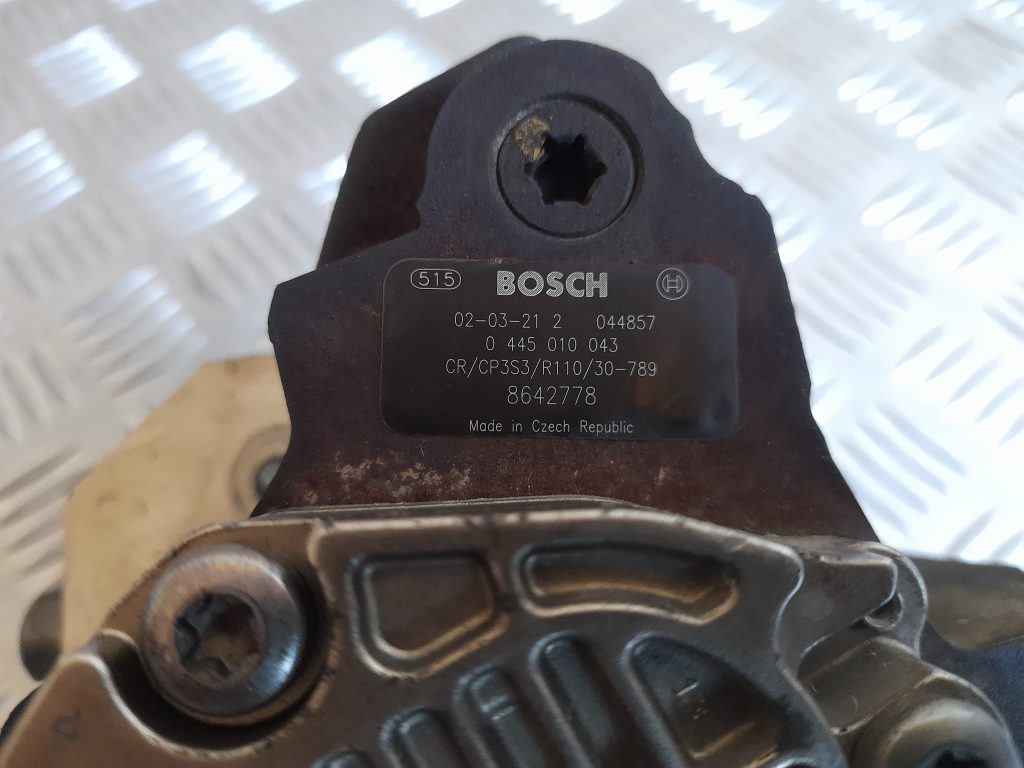 515 BOSCH
02-03-21 2 044857
0 445 010 043
CR/CP3S3/R110/30-789
8642778
Made in Czech Republic